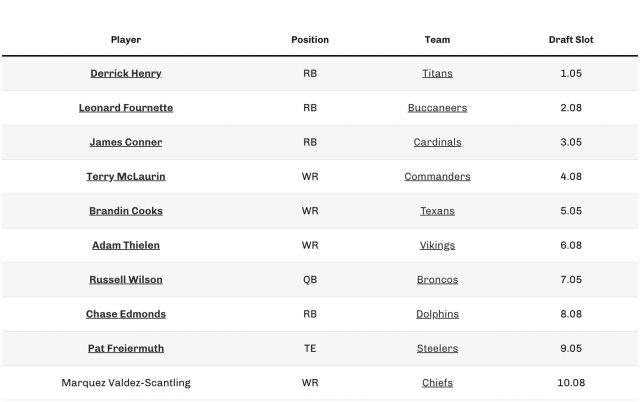 Player Position Team Draft Slot
Derrick Henry RB Titans 1.05
Leonard Fournette RB Buccaneers 2.08
James Conner RB Cardinals 3.05
Terry McLaurin WR Commanders 4.08
Brandin Cooks WR Texans 5.05
Adam Thielen WR Vikings 6.08
Russell Wilson QB Broncos 7.05
Chase Edmonds RB Dolphins 8.08
Pat Freiermuth TE Steelers 9.05
Marquez Valdez-Scantling WR Chiefs 10.08